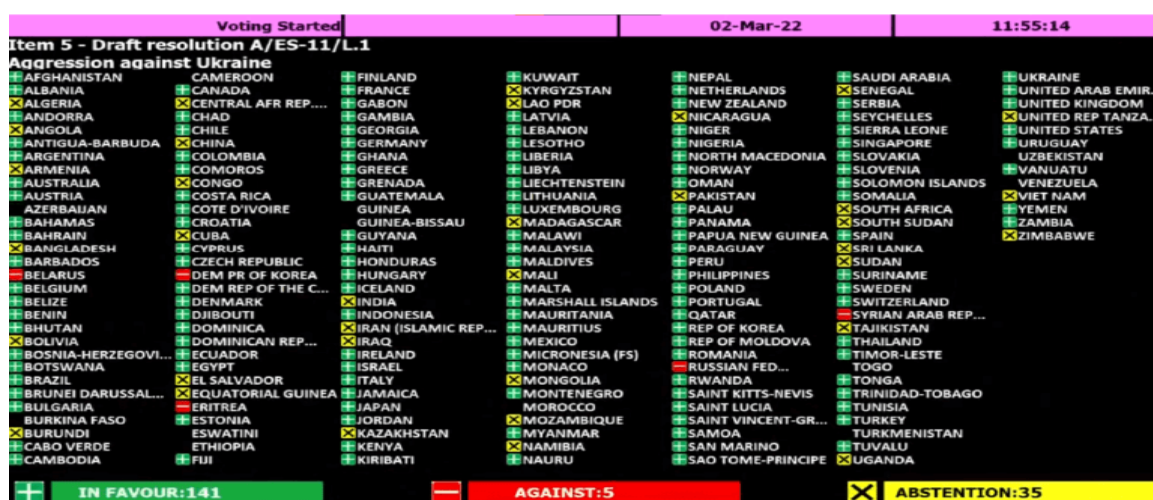 Voting Started
02-Mar-22
11:55:14
Item 5 - Draft resolution A/ES-11/L.1
Aggression against Ukraine
AFGHANISTAN
ALBANIA
ALGERIA
ANDORRA
ANGOLA
ANTIGUA-BARBUDA
ARGENTINA
ARMENIA
AUSTRALIA
AUSTRIA
AZERBAIJAN
BAHAMAS
BAHRAIN
BANGLADESH
BARBADOS
BELARUS
BELGIUM
BELIZE
BENIN
BHUTAN
BOLIVIA
BOSNIA-HERZEGOVI...
BOTSWANA
BRAZIL
BRUNEI DARUSSAL...
BULGARIA
BURKINA FASO
BURUNDI
CABO VERDE
CAMBODIA
CAMEROON
CANADA
CENTRAL AFR REP....
CHAD
CHILE
CHINA
COLOMBIA
COMOROS
CONGO
COSTA RICA
COTE D'IVOIRE
CROATIA
CUBA
CYPRUS
CZECH REPUBLIC
DEM PR OF KOREA
DEM REP OF THE C...
DENMARK
DJIBOUTI
DOMINICA
DOMINICAN REP...
ECUADOR
EGYPT
EL SALVADOR
EQUATORIAL GUINEA
ERITREA
ESTONIA
ESWATINI
ETHIOPIA
FIJI
FINLAND
FRANCE
GABON
GAMBIA
GEORGIA
GERMANY
GHANA
GREECE
GRENADA
GUATEMALA
GUINEA
GUINEA-BISSAU
GUYANA
HAITI
HONDURAS
HUNGARY
ICELAND
INDIA
INDONESIA
IRAN (ISLAMIC REP...
IRAQ
IRELAND
ISRAEL
ITALY
JAMAICA
JAPAN
JORDAN
KAZAKHSTAN
KENYA
KIRIBATI
KUWAIT
KYRGYZSTAN
LAO PDR
LATVIA
LEBANON
LESOTHO
LIBERIA
LIBYA
LIECHTENSTEIN
LITHUANIA
LUXEMBOURG
MADAGASCAR
MALAWI
MALAYSIA
MALDIVES
MALI
MALTA
MARSHALL ISLANDS
MAURITANIA
MAURITIUS
MEXICO
MICRONESIA (FS)
MONACO
MONGOLIA
MONTENEGRO
MOROCCO
MOZAMBIQUE
MYANMAR
NAMIBIA
NAURU
NEPAL
NETHERLANDS
NEW ZEALAND
NICARAGUA
NIGER
NIGERIA
NORTH MACEDONIA
NORWAY
OMAN
PAKISTAN
PALAU
PANAMA
PAPUA NEW GUINEA
PARAGUAY
PERU
PHILIPPINES
POLAND
PORTUGAL
QATAR
REP OF KOREA
REP OF MOLDOVA
ROMANIA
RUSSIAN FED...
RWANDA
SAINT KITTS-NEVIS
SAINT LUCIA
SAINT VINCENT-GR...
SAMOA
SAN MARINO
SAO TOME-PRINCIPE
SAUDI ARABIA
SENEGAL
SERBIA
SEYCHELLES
SIERRA LEONE
SINGAPORE
SLOVAKIA
SLOVENIA
SOLOMON ISLANDS
SOMALIA
SOUTH AFRICA
SOUTH SUDAN
SPAIN
SRI LANKA
SUDAN
SURINAME
SWEDEN
SWITZERLAND
SYRIAN ARAB REP...
TAJIKISTAN
THAILAND
TIMOR-LESTE
TOGO
TONGA
TRINIDAD-TOBAGO
TUNISIA
TURKEY
TURKMENISTAN
TUVALU
UGANDA
UKRAINE
UNITED ARAB EMIR.
UNITED KINGDOM
UNITED REP TANZA.
UNITED STATES
URUGUAY
UZBEKISTAN
VANUATU
VENEZUELA
VIET NAM
YEMEN
ZAMBIA
ZIMBABWE
IN FAVOUR:141
AGAINST:5
ABSTENTION:35